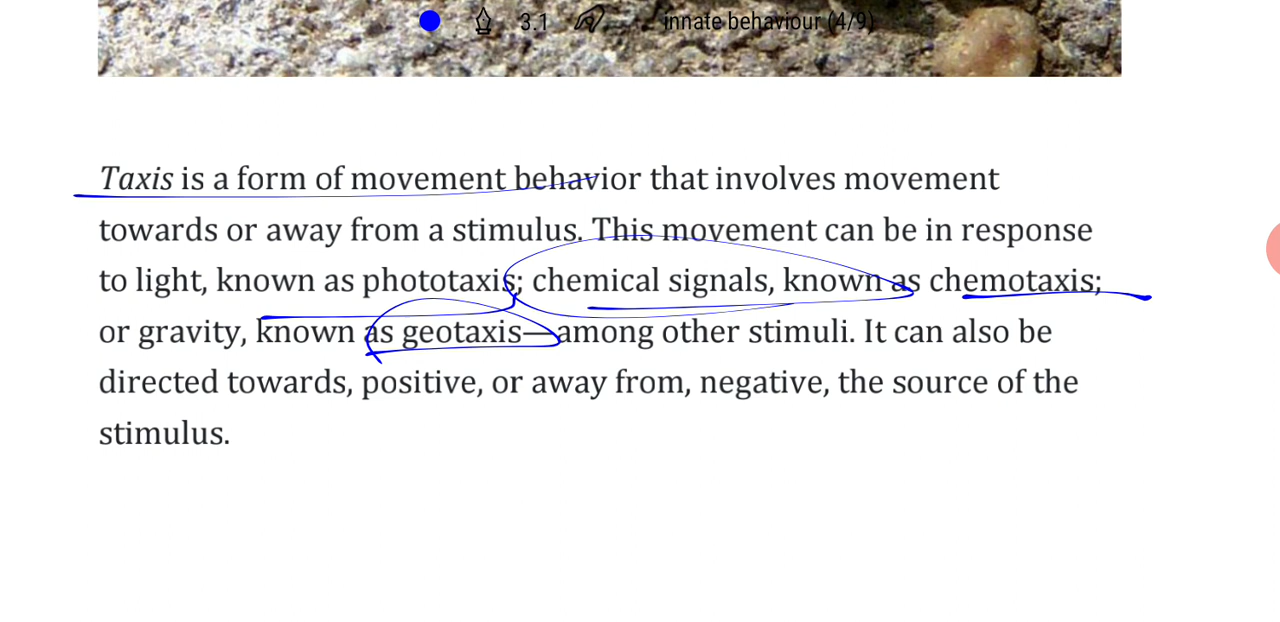 3.1 innate behaviour (4/9)
Taxis is a form of movement behavior that involves movement
towards or away from a stimulus. This movement can be in response
to light, known as phototaxis; chemical signals, known as chemotaxis;
or gravity, known as geotaxis—among other stimuli. It can also be
directed towards, positive, or away from, negative, the source of the
stimulus.